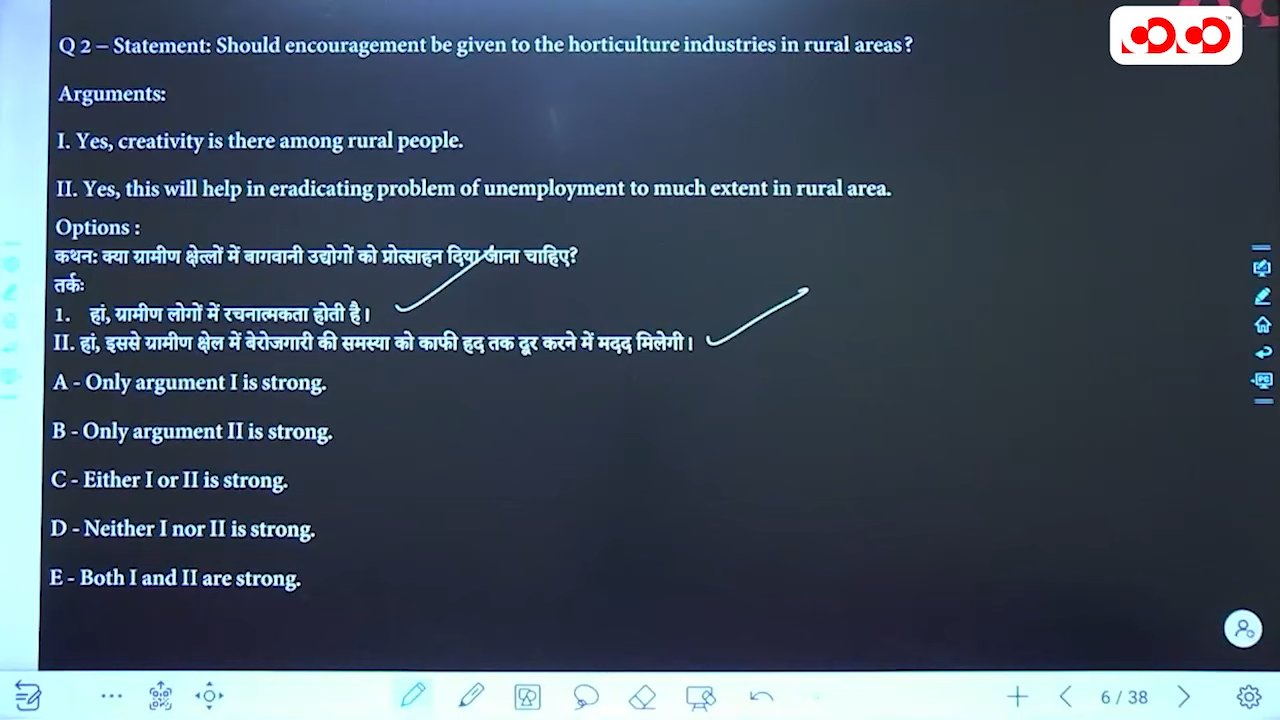 Q 2 – Statement: Should encouragement be given to the horticulture industries in rural areas?
Arguments:
I. Yes, creativity is there among rural people.
II. Yes, this will help in eradicating problem of unemployment to much extent in rural area.
Options :
कथन: क्या ग्रामीण क्षेत्लों में बागवानी उद्योगों को प्रोत्साहन दिया जाना चाहिए?
तर्कः
1. हां, ग्रामीण लोगों में रचनात्मकता होती है।
II. हां, इससे ग्रामीण क्षेल में बेरोजगारी की समस्या को काफी हद तक दूर करने में मदद मिलेगी।
A - Only argument I is strong.
B - Only argument II is strong.
C - Either I or II is strong.
D - Neither I nor II is strong.
E - Both I and II are strong.
6 / 38